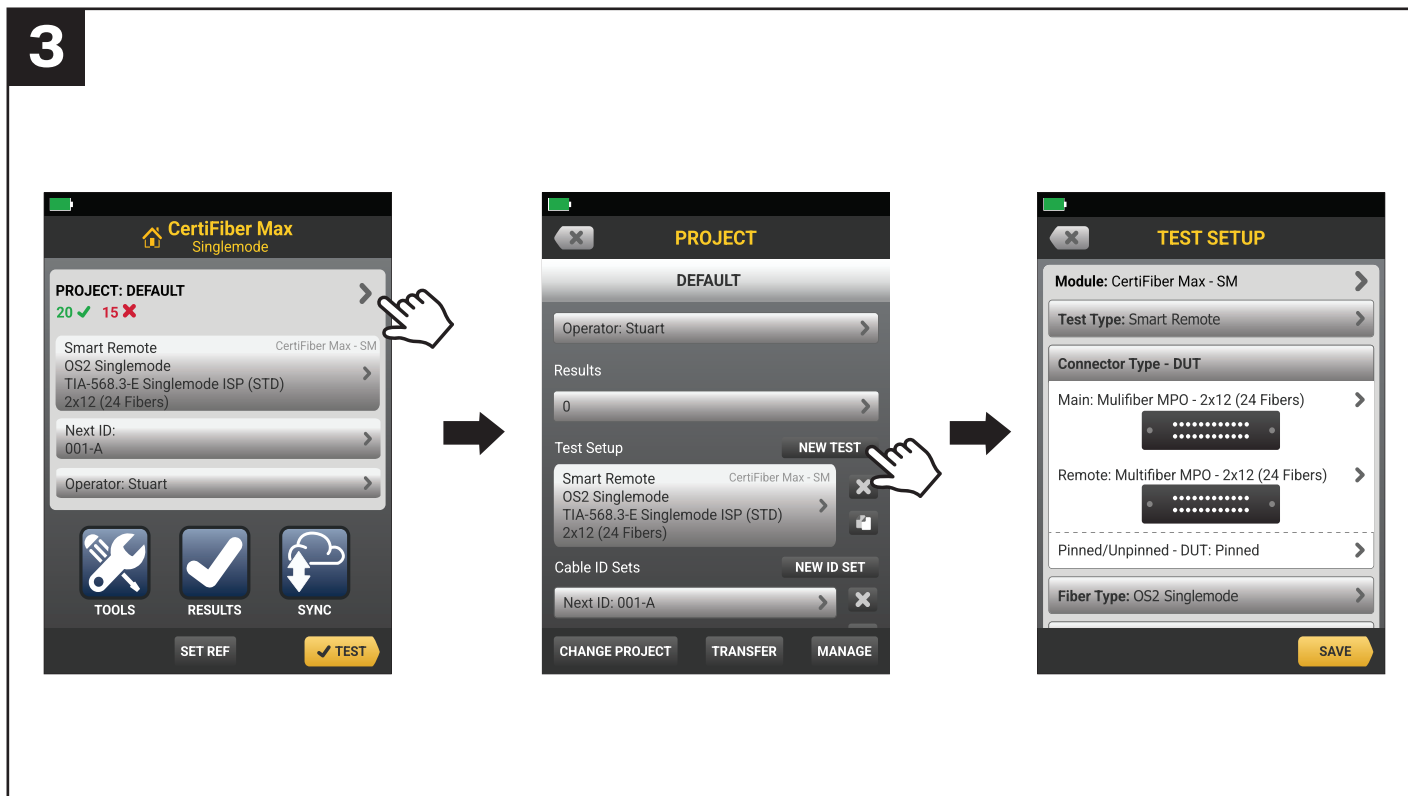 3
CertiFiber Max
Singlemode
PROJECT: DEFAULT
20 15
Smart Remote CertiFiber Max - SM
OS2 Singlemode
TIA-568.3-E Singlemode ISP (STD)
2x12 (24 Fibers)
Next ID:
001-A
Operator: Stuart
TOOLS RESULTS SYNC
SET REF TEST
PROJECT
DEFAULT
Operator: Stuart
Results
0
Test Setup NEW TEST
Smart Remote CertiFiber Max - SM
OS2 Singlemode
TIA-568.3-E Singlemode ISP (STD)
2x12 (24 Fibers)
Cable ID Sets NEW ID SET
Next ID: 001-A
CHANGE PROJECT TRANSFER MANAGE
TEST SETUP
Module: CertiFiber Max - SM
Test Type: Smart Remote
Connector Type - DUT
Main: Mulifiber MPO - 2x12 (24 Fibers)
Remote: Multifiber MPO - 2x12 (24 Fibers)
Pinned/Unpinned - DUT: Pinned
Fiber Type: OS2 Singlemode
SAVE